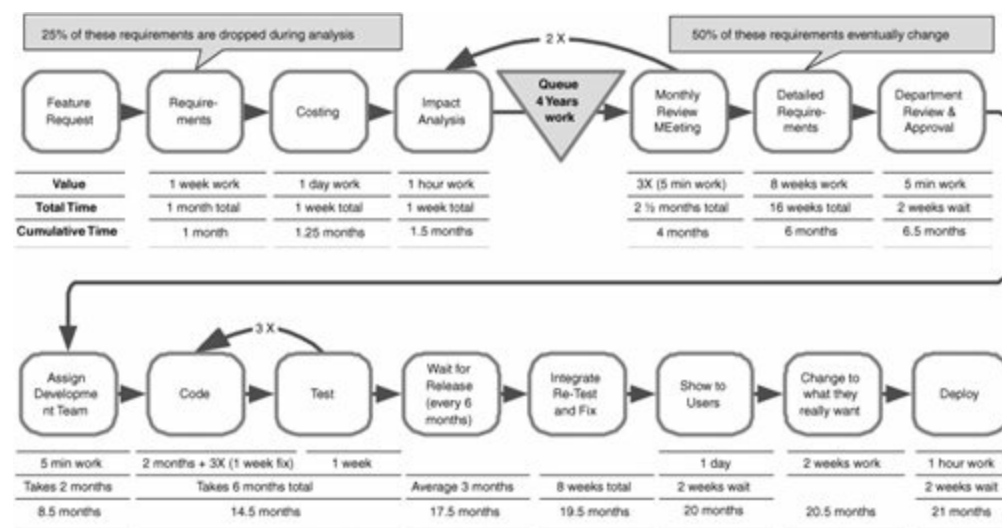 25% of these requirements are dropped during analysis
2 X
50% of these requirements eventually change
Feature
Request
Require-
ments
Costing
Impact
Analysis
Queue
4 Years
work
Monthly
Review
MEeting
Detailed
Require-
ments
Department
Review &
Approval
Value
1 week work
1 day work
1 hour work
3X (5 min work)
8 weeks work
5 min work
Total Time
1 month total
1 week total
1 week total
2 ½ months total
16 weeks total
2 weeks wait
Cumulative Time
1 month
1.25 months
1.5 months
4 months
6 months
6.5 months
3 X
Assign
Developme
nt Team
Code
Test
Wait for
Release
(every 6
months)
Integrate
Re-Test
and Fix
Show to
Users
Change to
what they
really want
Deploy
5 min work
2 months + 3X (1 week fix)
1 week
1 day
2 weeks work
1 hour work
Takes 2 months
Takes 6 months total
Average 3 months
8 weeks total
2 weeks wait
2 weeks wait
8.5 months
14.5 months
17.5 months
19.5 months
20 months
20.5 months
21 months